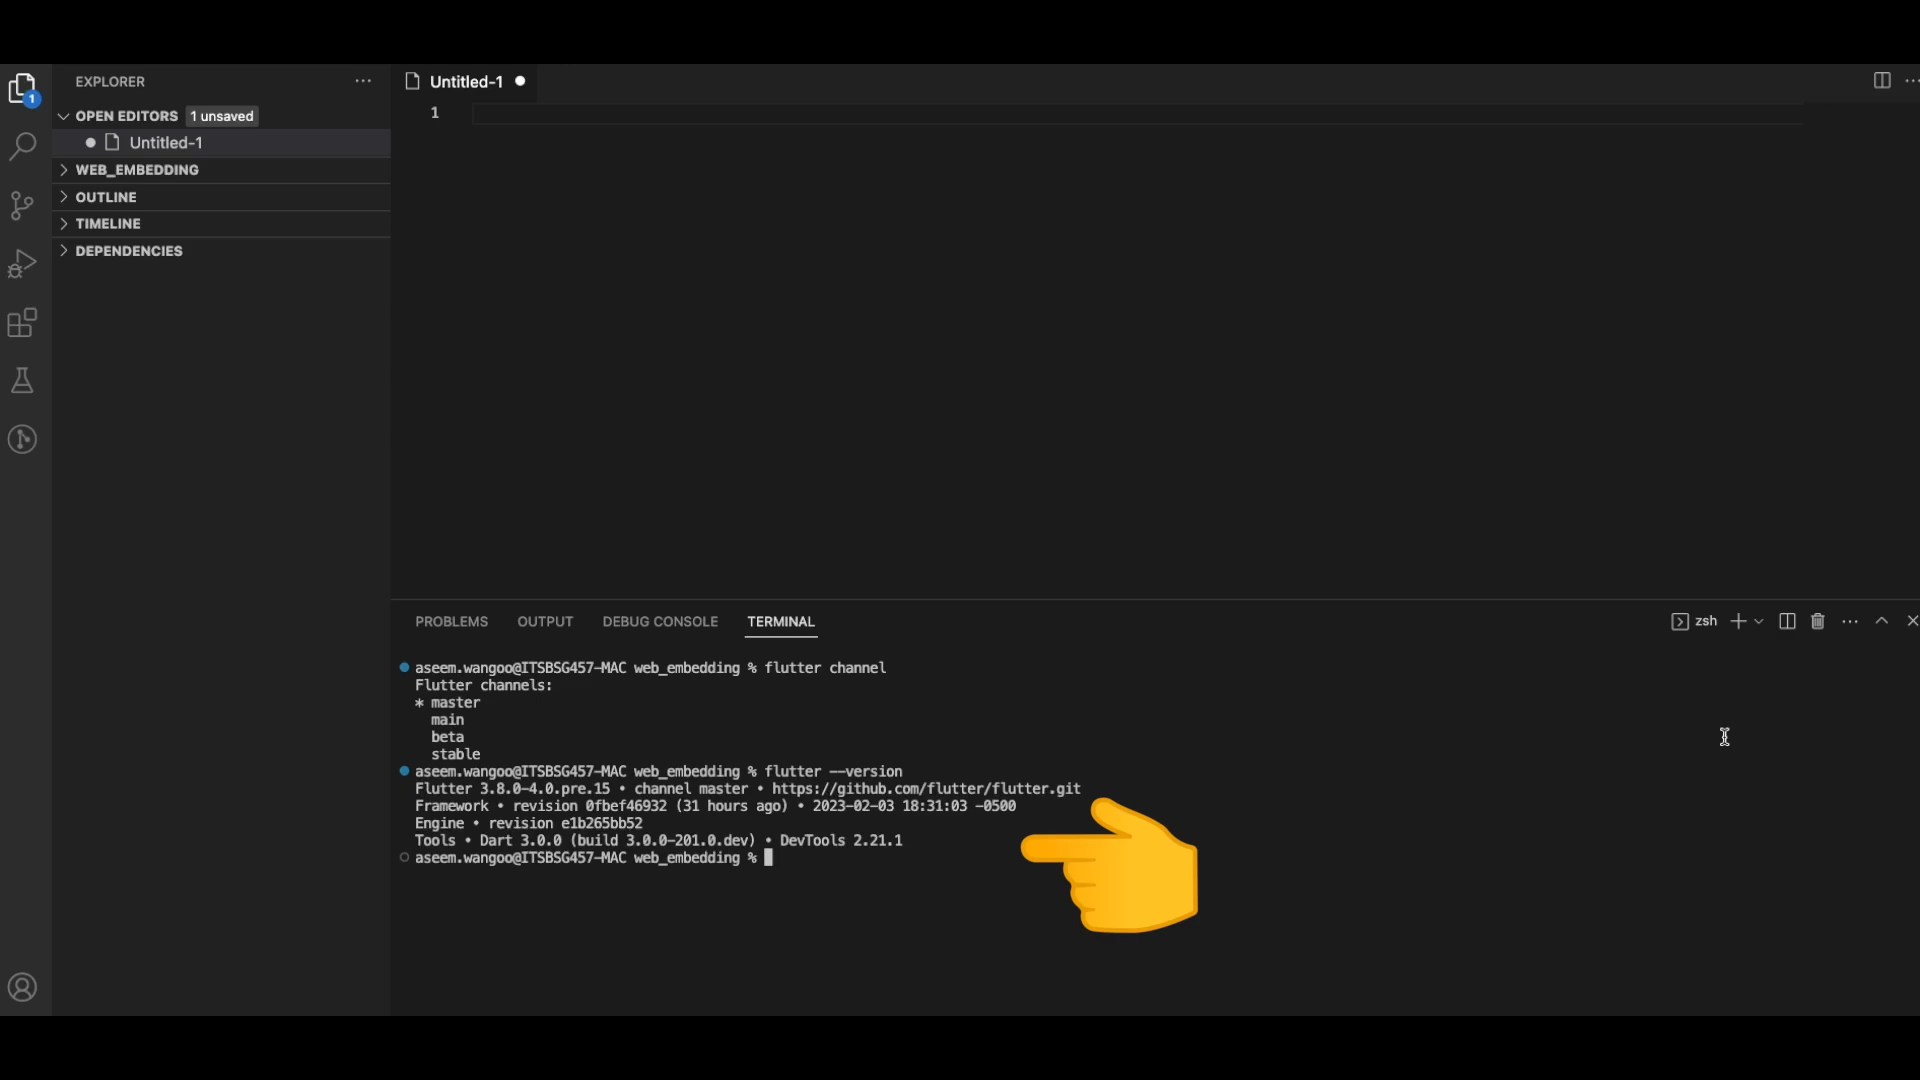 EXPLORER
OPEN EDITORS 1 unsaved
Untitled-1
WEB_EMBEDDING
OUTLINE
TIMELINE
DEPENDENCIES
1
Untitled-1
1
PROBLEMS OUTPUT DEBUG CONSOLE TERMINAL
zsh
aseem.wangoo@ITSBSG457-MAC web_embedding % flutter channel
Flutter channels:
* master
main
beta
stable
aseem.wangoo@ITSBSG457-MAC web_embedding % flutter --version
Flutter 3.8.0-4.0.pre.15 • channel master • https://github.com/flutter/flutter.git
Framework • revision 0fbef46932 (31 hours ago) • 2023-02-03 18:31:03 -0500
Engine • revision e1b265bb52
Tools • Dart 3.0.0 (build 3.0.0-201.0.dev) • DevTools 2.21.1
aseem.wangoo@ITSBSG457-MAC web_embedding %